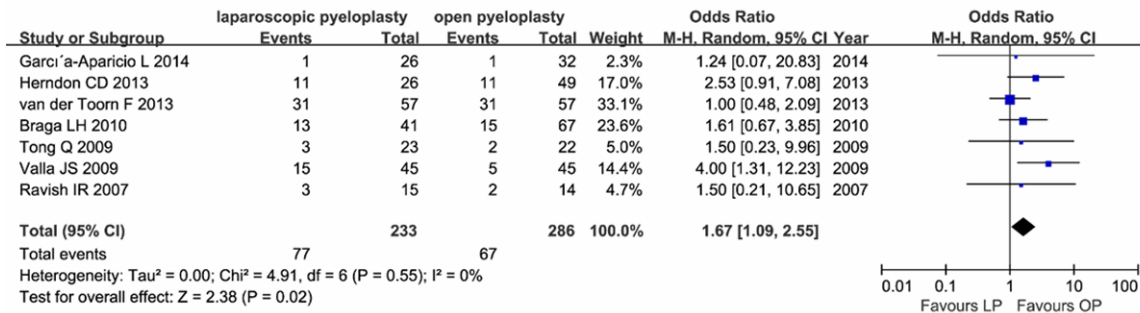 laparoscopic pyeloplasty open pyeloplasty Odds Ratio Odds Ratio
Study or Subgroup Events Total Events Total Weight M-H, Random, 95% CI Year M-H, Random, 95% CI
Garcı´a-Aparicio L 2014 1 26 1 32 2.3% 1.24 [0.07, 20.83] 2014
Herndon CD 2013 11 26 11 49 17.0% 2.53 [0.91, 7.08] 2013
van der Toorn F 2013 31 57 31 57 33.1% 1.00 [0.48, 2.09] 2013
Braga LH 2010 13 41 15 67 23.6% 1.61 [0.67, 3.85] 2010
Tong Q 2009 3 23 2 22 5.0% 1.50 [0.23, 9.96] 2009
Valla JS 2009 15 45 5 45 14.4% 4.00 [1.31, 12.23] 2009
Ravish IR 2007 3 15 2 14 4.7% 1.50 [0.21, 10.65] 2007
Total (95% CI) 233 286 100.0% 1.67 [1.09, 2.55]
Total events 77 67
Heterogeneity: Tau² = 0.00; Chi² = 4.91, df = 6 (P = 0.55); I² = 0%
Test for overall effect: Z = 2.38 (P = 0.02)
0.01 0.1 1 10 100
Favours LP Favours OP